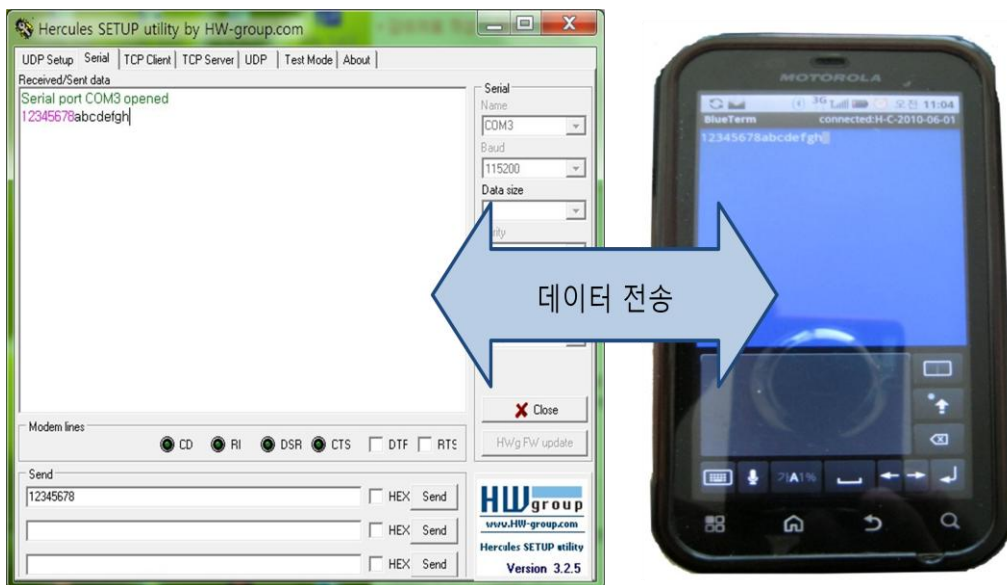 Hercules SETUP utility by HW-group.com
UDP Setup Serial TCP Client TCP Server UDP Test Mode About
Received/Sent data
Serial port COM3 opened
12345678abcdefgh
Serial
Name
COM3
Baud
115200
Data size
데이터 전송
Close
HWg FW update
Modem lines
CD RI DSR CTS DTF RTS
Send
12345678 HEX Send
HEX Send
HEX Send
HW group
www.HW-group.com
Hercules SETUP utility
Version 3.2.5
MOTOROLA
3G 오전 11:04
BlueTerm connected:H-C-2010-06-01
12345678abcdefgh